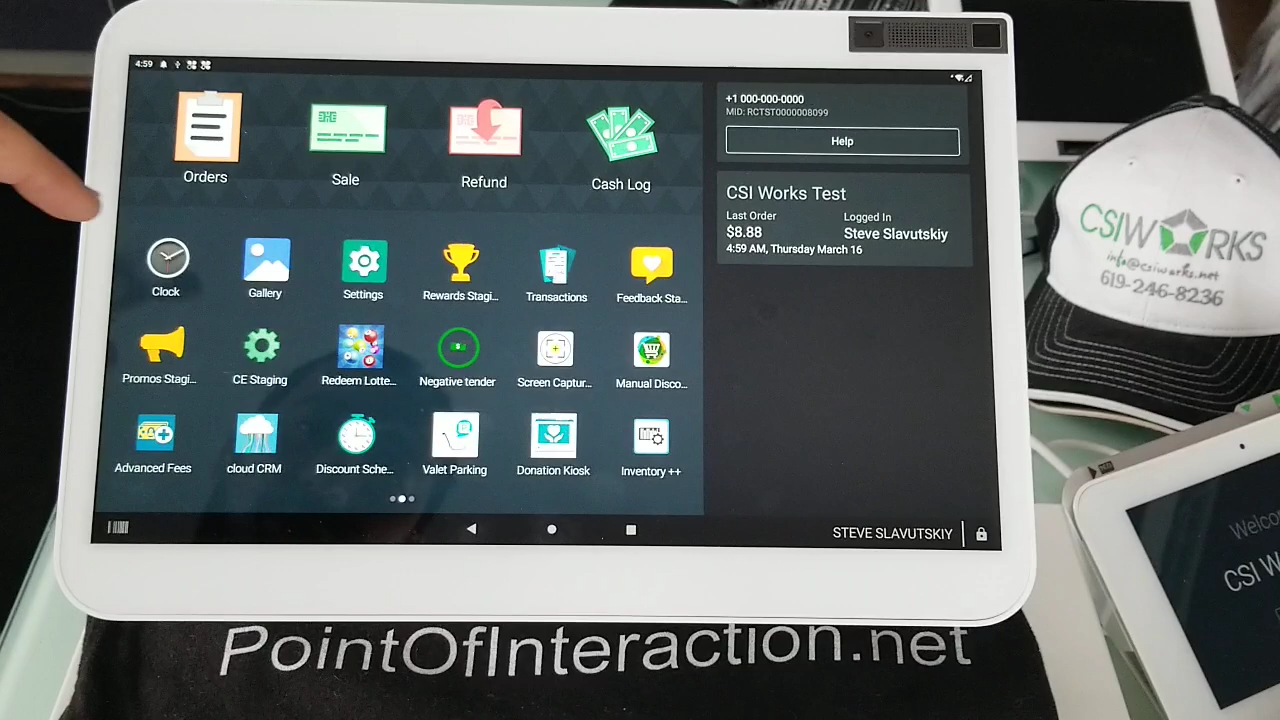 4:59
Orders
Sale
Refund
Cash Log
Clock
Gallery
Settings
Rewards Stagi...
Transactions
Feedback Sta...
Promos Stagi...
CE Staging
Redeem Lotte...
Negative tender
Screen Captur...
Manual Disco...
Advanced Fees
cloud CRM
Discount Sche...
Valet Parking
Donation Kiosk
Inventory ++
+1 000-000-0000
MID: RCTST0000008099
Help
CSI Works Test
Last Order
Logged In
$8.88
Steve Slavutskiy
4:59 AM, Thursday March 16
STEVE SLAVUTSKIY
PointOfInteraction.net
CSIWORKS
info@csiworks.net
619-246-8236
Welco
CSI W